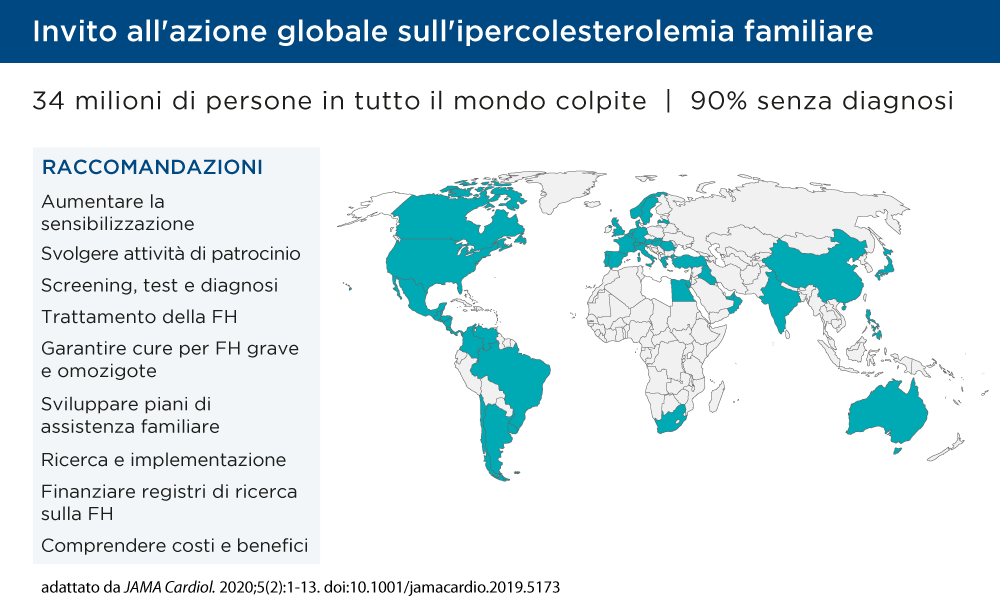 Invito all'azione globale sull'ipercolesterolemia familiare
34 milioni di persone in tutto il mondo colpite | 90% senza diagnosi
RACCOMANDAZIONI
Aumentare la
sensibilizzazione
Svolgere attività di patrocinio
Screening, test e diagnosi
Trattamento della FH
Garantire cure per FH grave
e omozigote
Sviluppare piani di
assistenza familiare
Ricerca e implementazione
Finanziare registri di ricerca
sulla FH
Comprendere costi e benefici
adattato da JAMA Cardiol. 2020;5(2):1-13. doi:10.1001/jamacardio.2019.5173